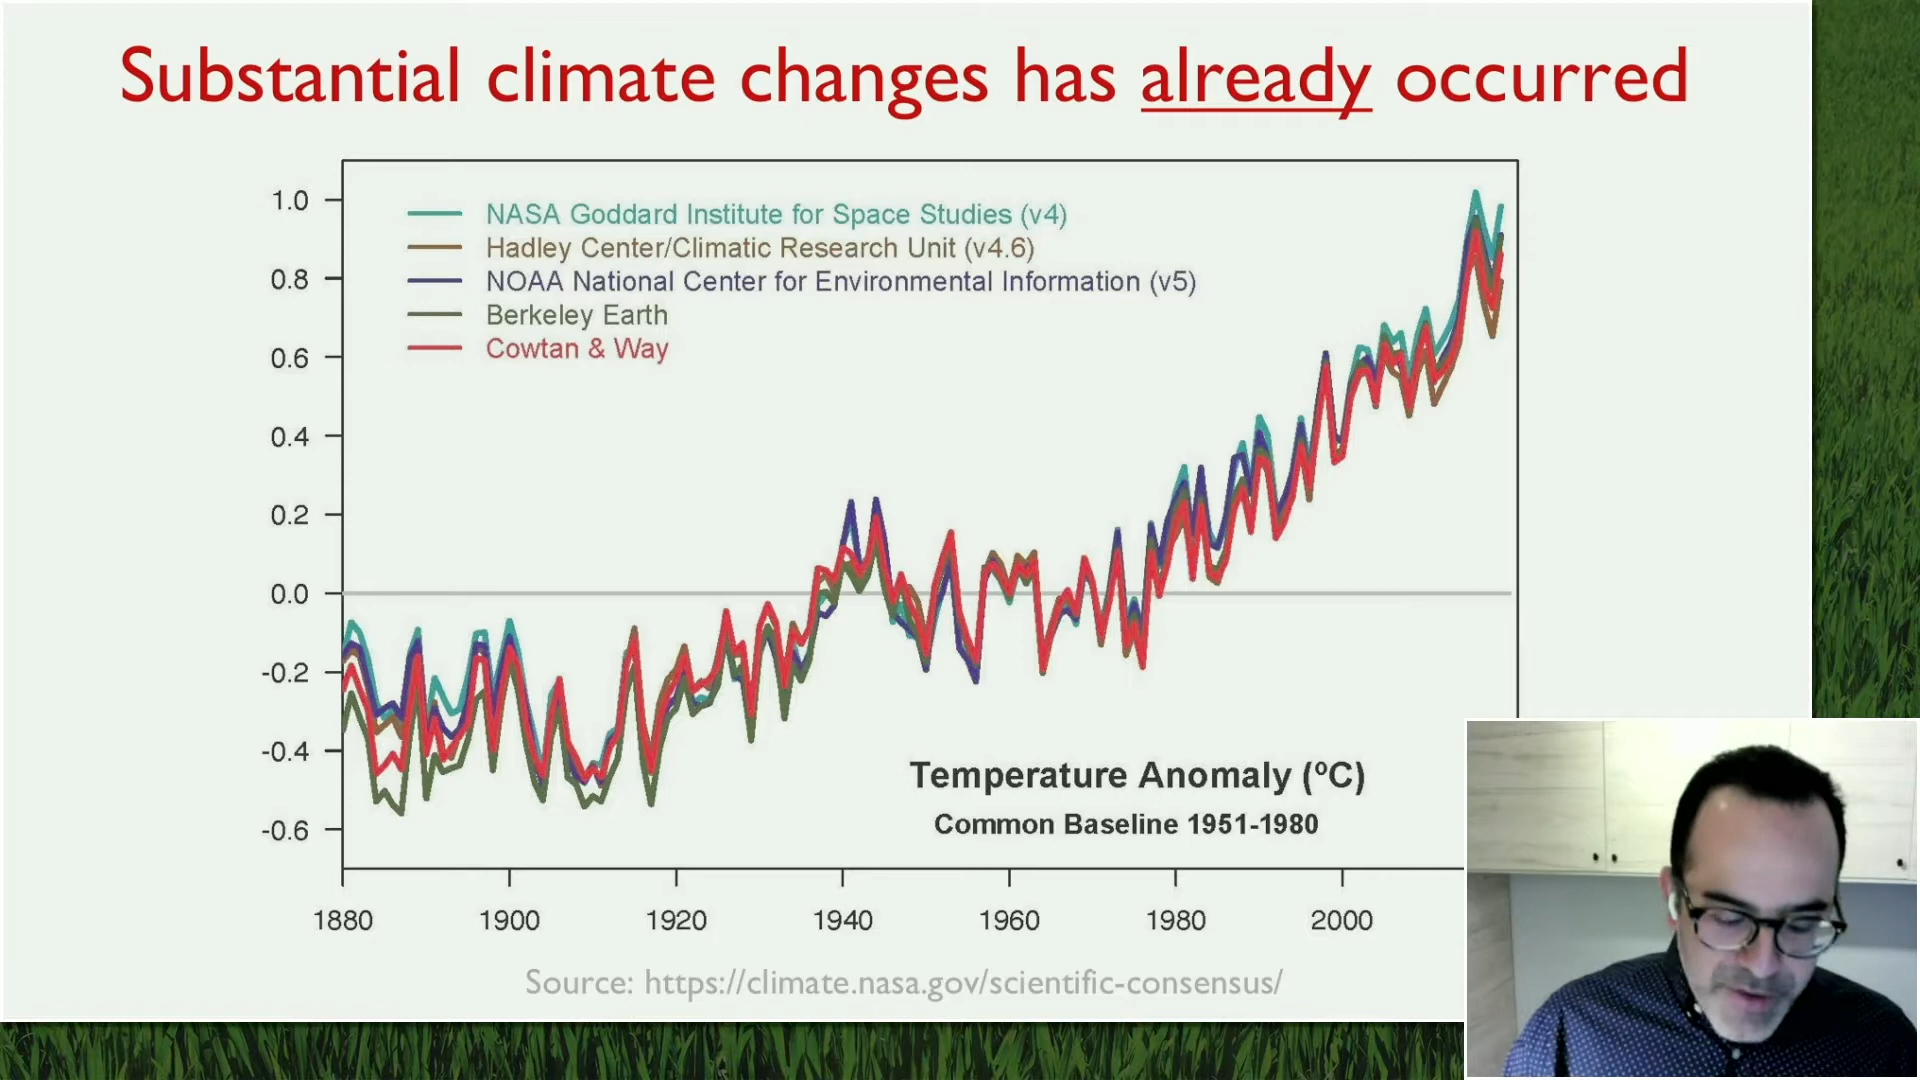 Substantial climate changes has already occurred
1.0
0.8
0.6
0.4
0.2
0.0
-0.2
-0.4
-0.6
NASA Goddard Institute for Space Studies (v4)
Hadley Center/Climatic Research Unit (v4.6)
NOAA National Center for Environmental Information (v5)
Berkeley Earth
Cowtan & Way
Temperature Anomaly (ºC)
Common Baseline 1951-1980
1880 1900 1920 1940 1960 1980 2000
Source: https://climate.nasa.gov/scientific-consensus/